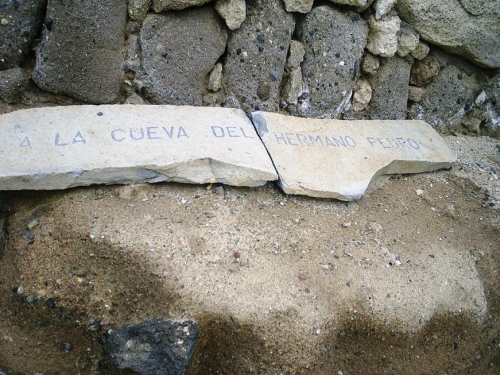 A LA CUEVA DEL HERMANO PEDRO